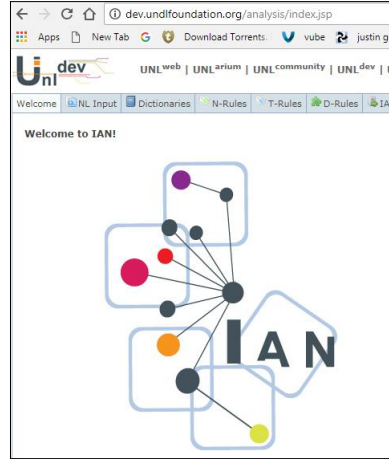 dev.undlfoundation.org/analysis/index.jsp
Apps New Tab G Download Torrents. vube justin g
Unl dev UNLweb | UNLarium | UNLcommunity | UNLdev |
Welcome NL Input Dictionaries N-Rules T-Rules D-Rules IA
Welcome to IAN!
IAN